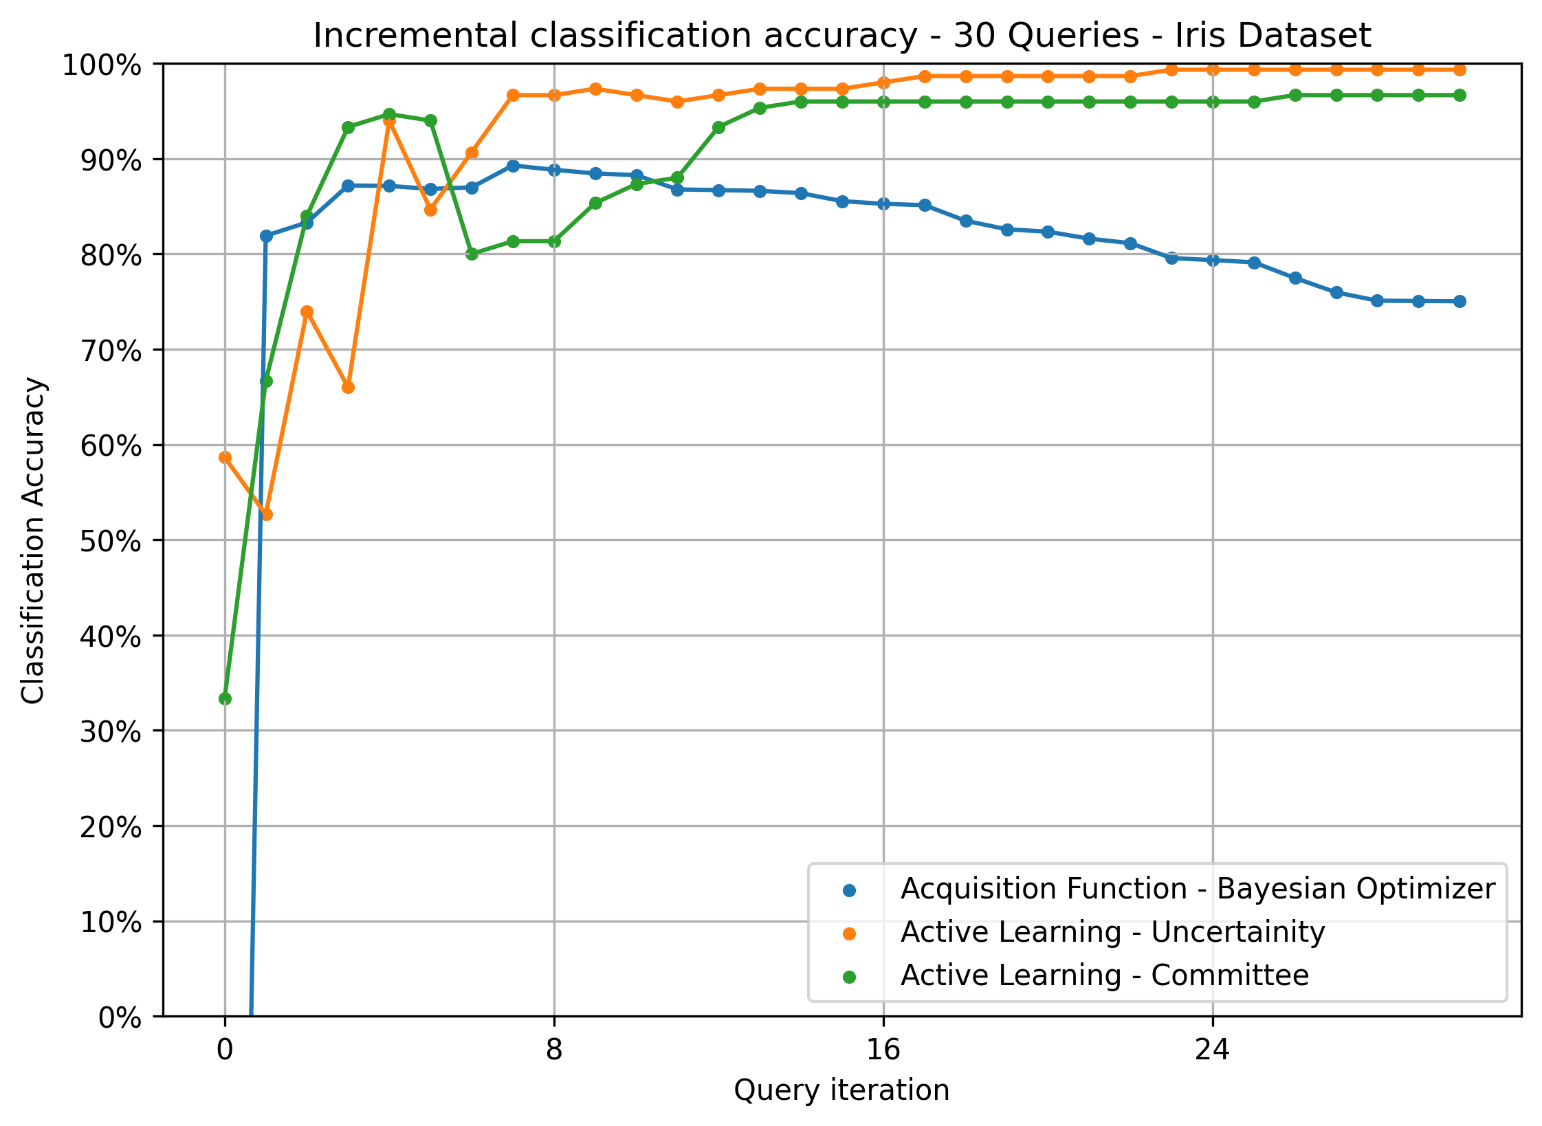 Incremental classification accuracy - 30 Queries - Iris Dataset
100%
90%
80%
70%
60%
50%
40%
30%
20%
10%
0%
Classification Accuracy
0 8 16 24
Query iteration
Acquisition Function - Bayesian Optimizer
Active Learning - Uncertainity
Active Learning - Committee